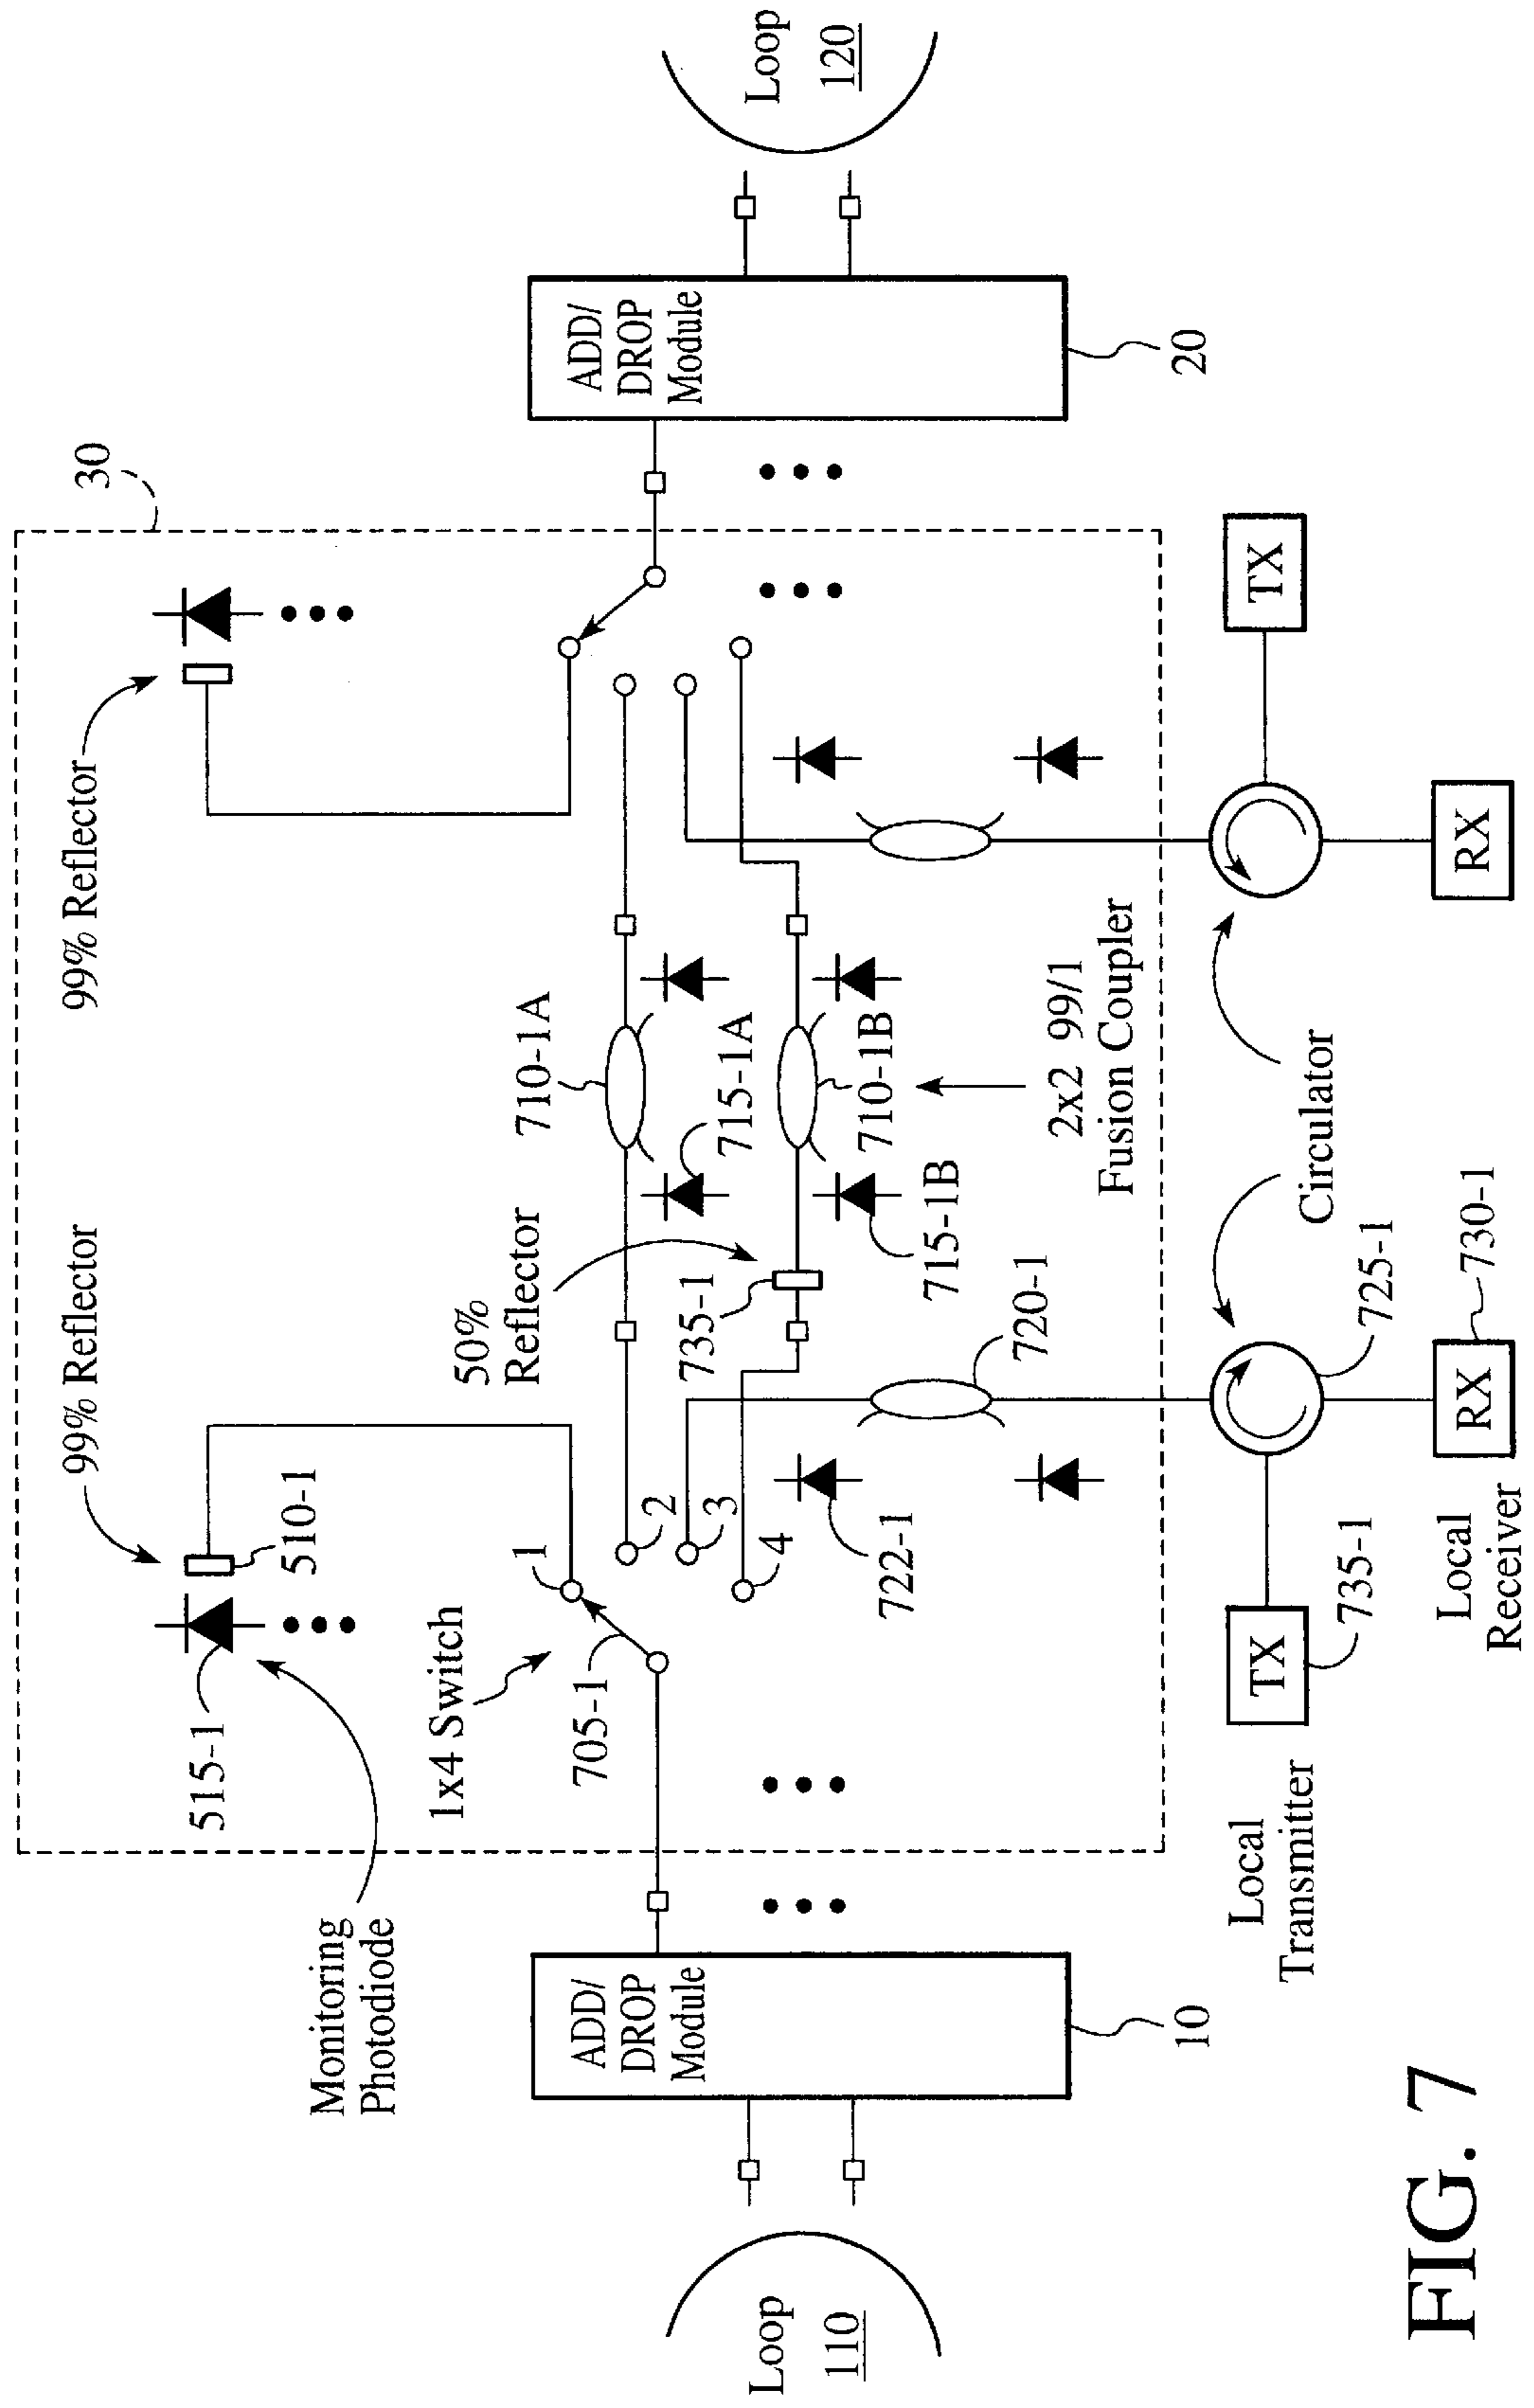 Loop
110
ADD/
DROP
Module
10
Monitoring
Photodiode
515-1
510-1
99% Reflector
1x4 Switch
705-1
1
2
3
4
722-1
Local
Transmitter
TX
735-1
Local
Receiver
RX
730-1
725-1
Circulator
720-1
50%
Reflector
735-1
715-1B
715-1A
710-1A
710-1B
2x2 99/1
Fusion Coupler
99% Reflector
30
RX
TX
ADD/
DROP
Module
20
Loop
120
FIG. 7